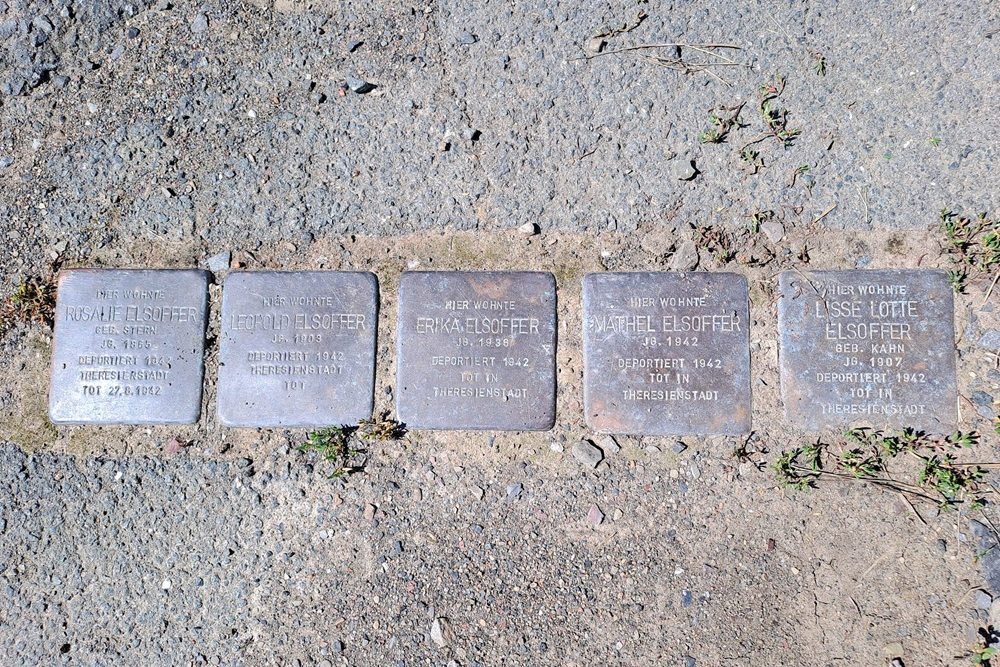 HIER WOHNTE
ROSALIE ELSOFFER
GEB. STERN
JG. 1865
DEPORTIERT 1942
THERESIENSTADT
TOT 27.8.1942
HIER WOHNTE
LEOPOLD ELSOFFER
JG. 1903
DEPORTIERT 1942
THERESIENSTADT
TOT
HIER WOHNTE
ERIKA ELSOFFER
JG. 1938
DEPORTIERT 1942
TOT IN
THERESIENSTADT
HIER WOHNTE
MATHEL ELSOFFER
JG. 1942
DEPORTIERT 1942
TOT IN
THERESIENSTADT
HIER WOHNTE
LISSE LOTTE
ELSOFFER
GEB. KAHN
JG. 1907
DEPORTIERT 1942
TOT IN
THERESIENSTADT